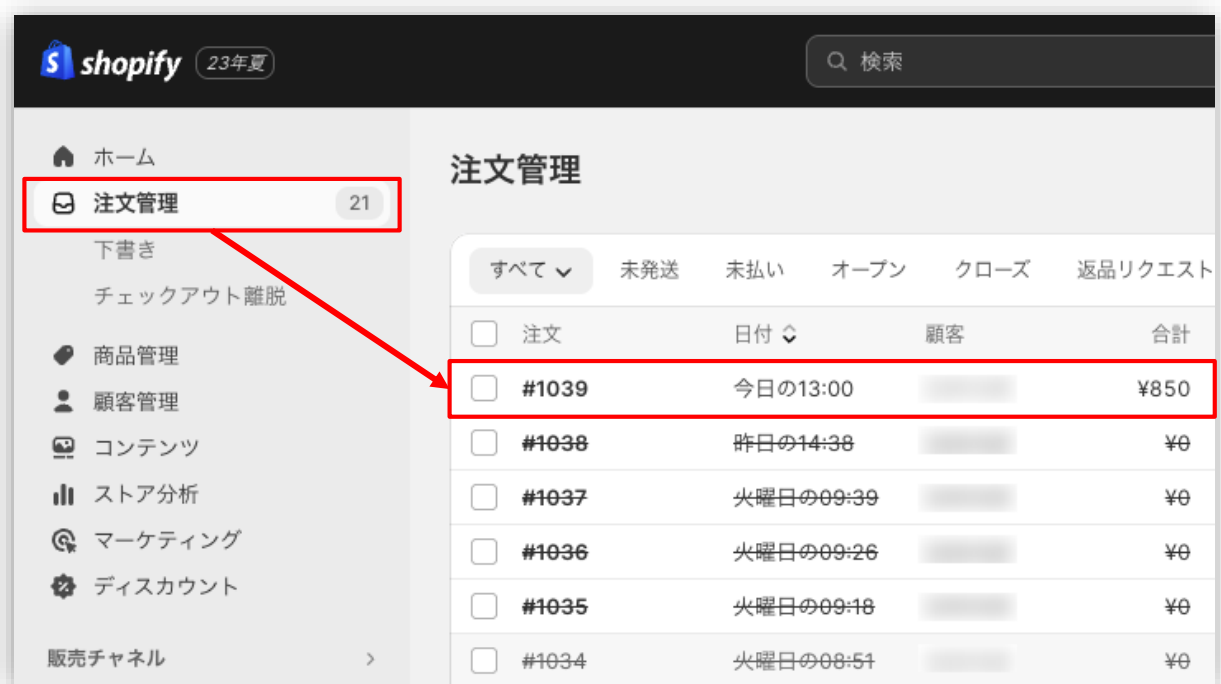 shopify 23年夏 検索
ホーム
注文管理 21
下書き
チェックアウト離脱
商品管理
顧客管理
コンテンツ
ストア分析
マーケティング
ディスカウント
販売チャネル
注文管理
すべて 未発送 未払い オープン クローズ 返品リクエスト
注文 日付 顧客 合計
#1039 今日の13:00 ¥850
#1038 昨日の14:38 ¥0
#1037 火曜日の09:39 ¥0
#1036 火曜日の09:26 ¥0
#1035 火曜日の09:18 ¥0
#1034 火曜日の08:51 ¥0